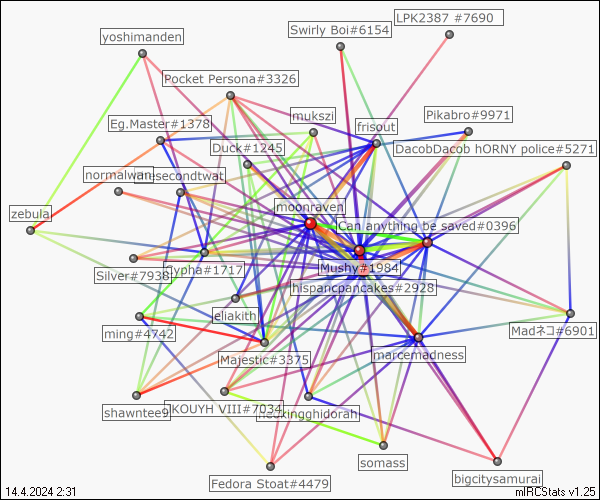 LPK2387 #7690
Swirly Boi#6154
yoshimanden
Pocket Persona#3326
mukszi
Pikabro#9971
Eg.Master#1378
frisout
Duck#1245
DacobDacob hORNY police#5271
normalwan
nesecondtwat
moonraven
zebula
Can anything be saved#0396
Mushy#1984
Silver#7938
Cypha#1717
hispanicpancakes#2928
eliakith
ming#4742
Madネコ#6901
Majestic#3375
marcemadness
shawntee9
KOUYH VIII#7034
kingghidorah
somass
Fedora Stoat#4479
bigcitysamurai
14.4.2024 2:31
mIRCStats v1.25